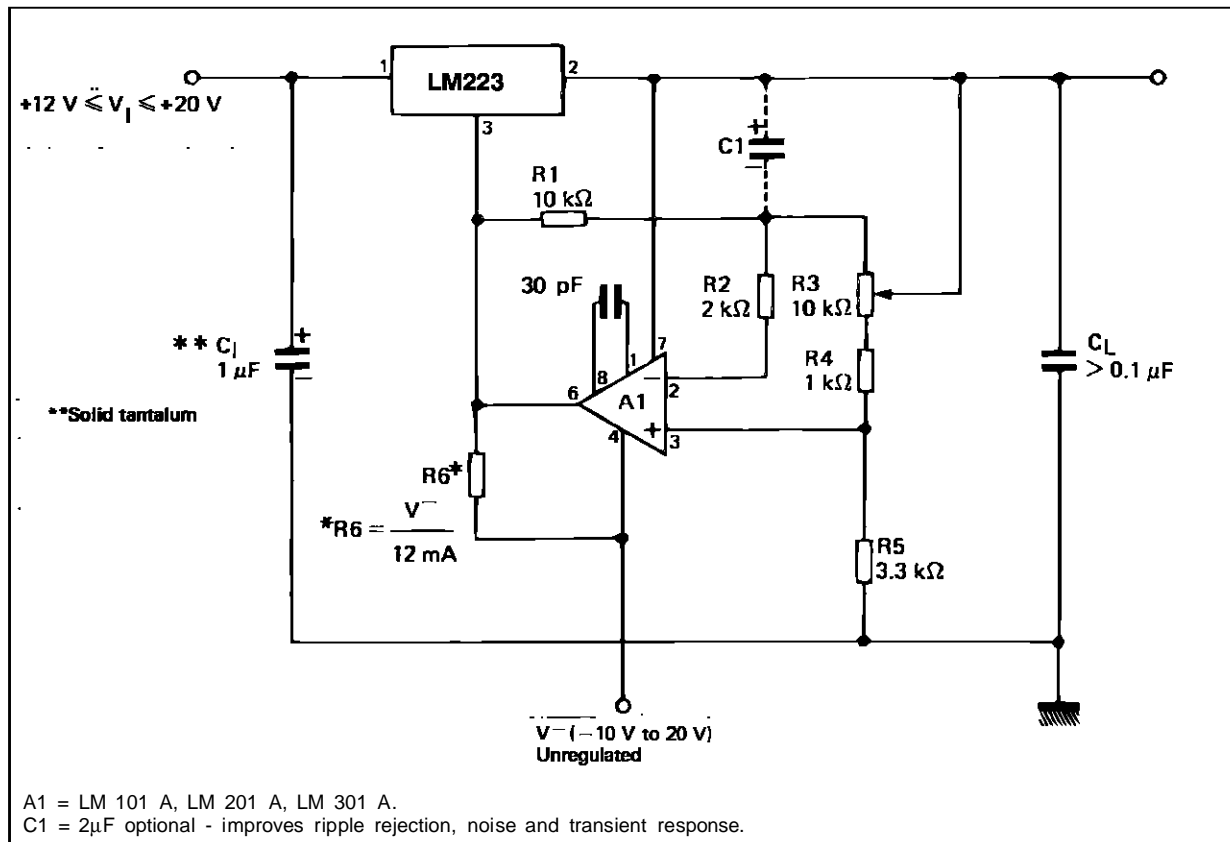 1
LM223
2
3
+12 V ≤ V_I ≤ +20 V
C1
+
−
R1
10 kΩ
30 pF
R2
2 kΩ
R3
10 kΩ
R4
1 kΩ
** C_I
1 μF
+
−
**Solid tantalum
C_L
> 0.1 μF
6
8
1
7
A1
−
2
+
3
4
R6*
*R6 = V⁻ / 12 mA
R5
3.3 kΩ
V⁻ (−10 V to 20 V)
Unregulated
A1 = LM 101 A, LM 201 A, LM 301 A.
C1 = 2μF optional - improves ripple rejection, noise and transient response.